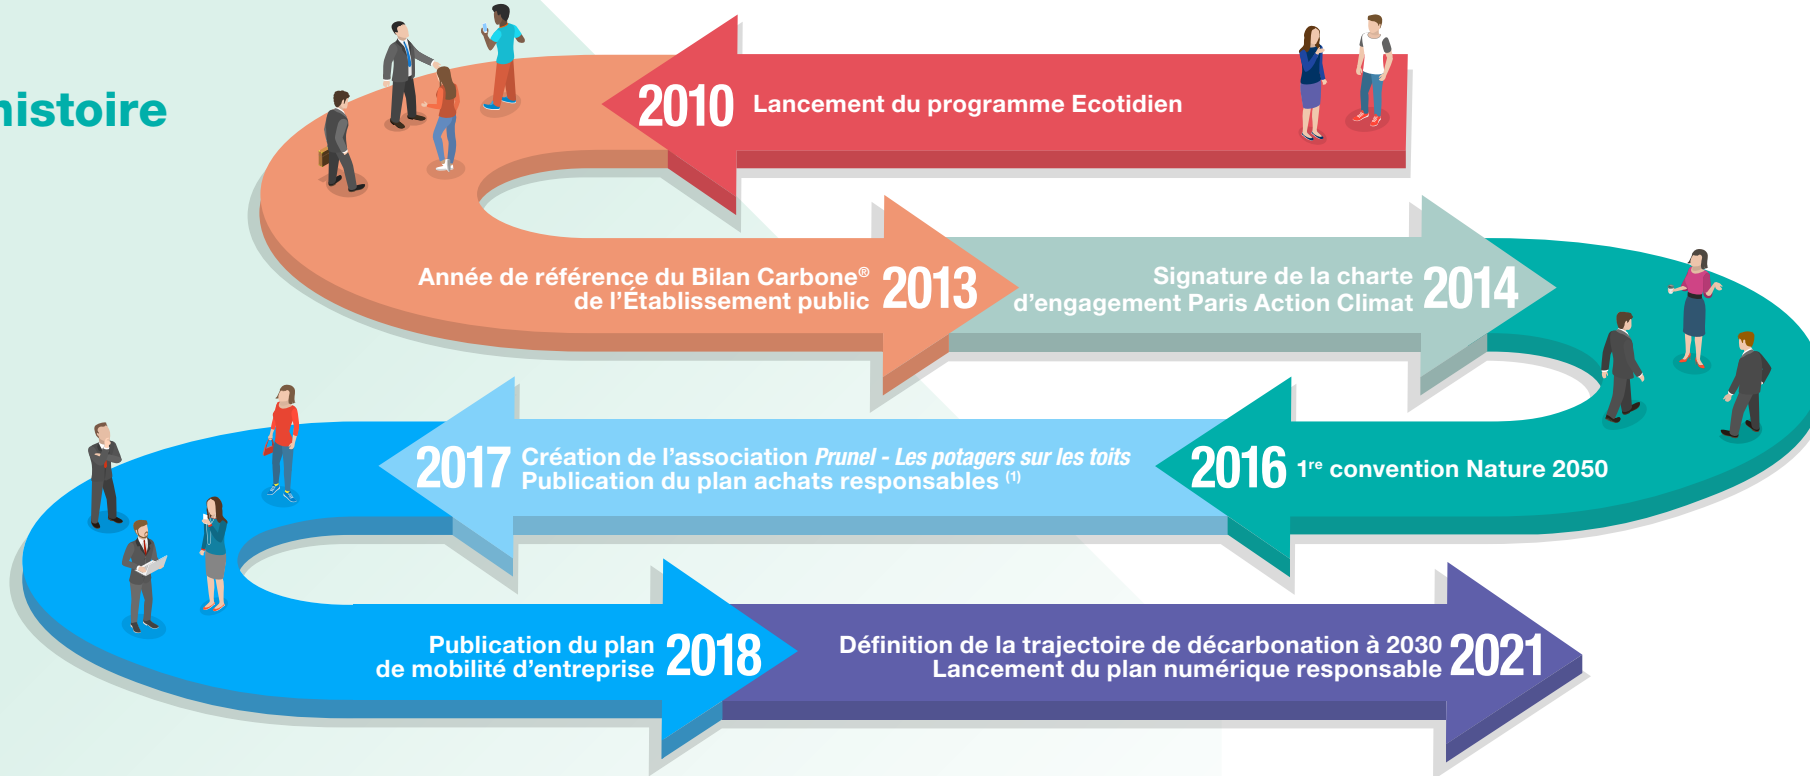 histoire
2010 Lancement du programme Ecotidien
Année de référence du Bilan Carbone®
de l'Établissement public 2013
Signature de la charte
d'engagement Paris Action Climat 2014
2016 1re convention Nature 2050
2017 Création de l'association Prunel - Les potagers sur les toits
Publication du plan achats responsables (1)
Publication du plan
de mobilité d'entreprise 2018
Définition de la trajectoire de décarbonation à 2030
Lancement du plan numérique responsable 2021